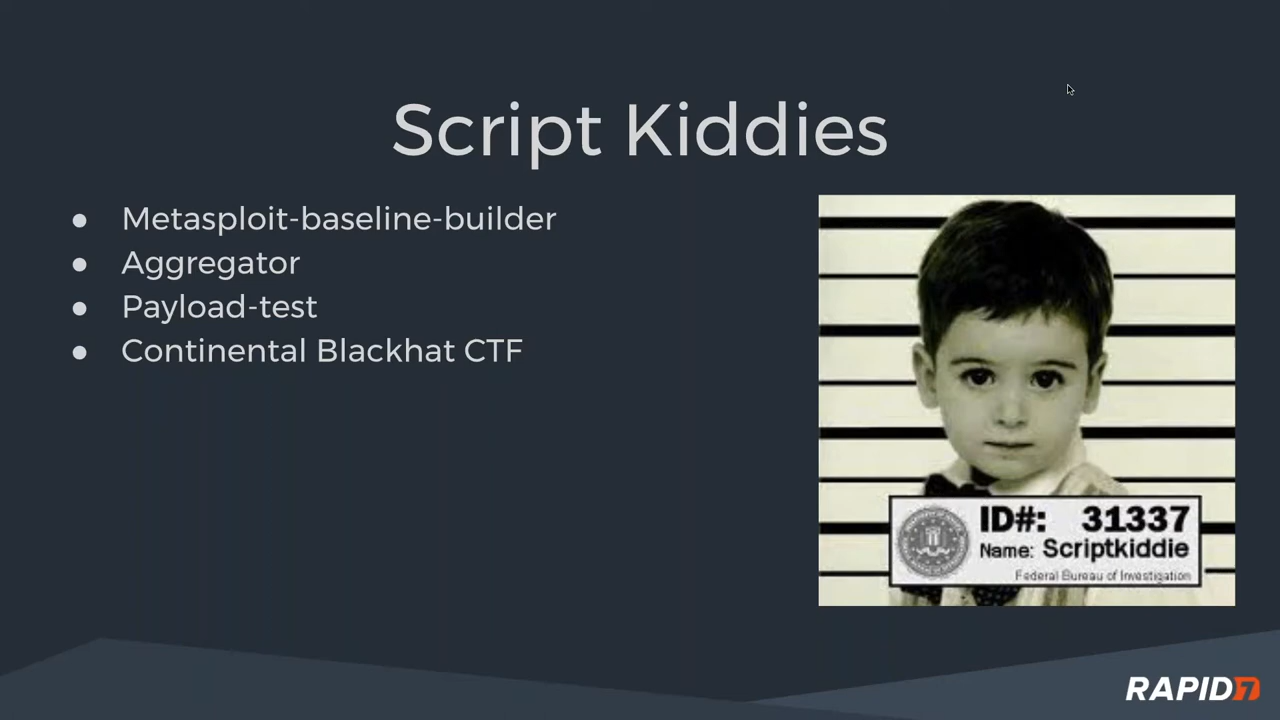 Script Kiddies
● Metasploit-baseline-builder
● Aggregator
● Payload-test
● Continental Blackhat CTF
ID#: 31337
Name: Scriptkiddie
Federal Bureau of Investigation
RAPID7